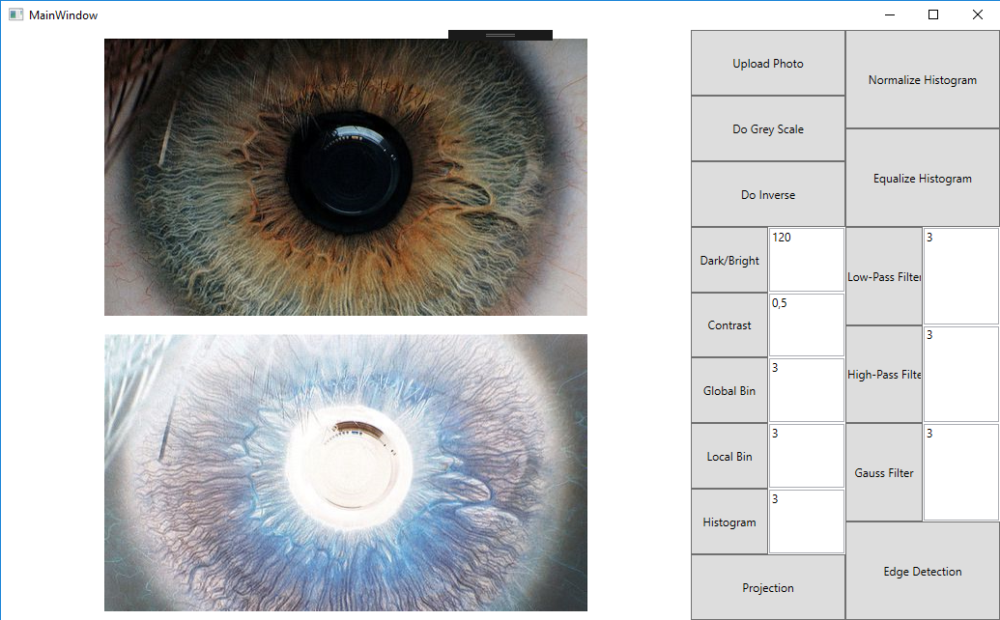 MainWindow
Upload Photo
Do Grey Scale
Do Inverse
Dark/Bright
120
Contrast
0,5
Global Bin
3
Local Bin
3
Histogram
3
Projection
Normalize Histogram
Equalize Histogram
Low-Pass Filter
3
High-Pass Filte
3
Gauss Filter
3
Edge Detection